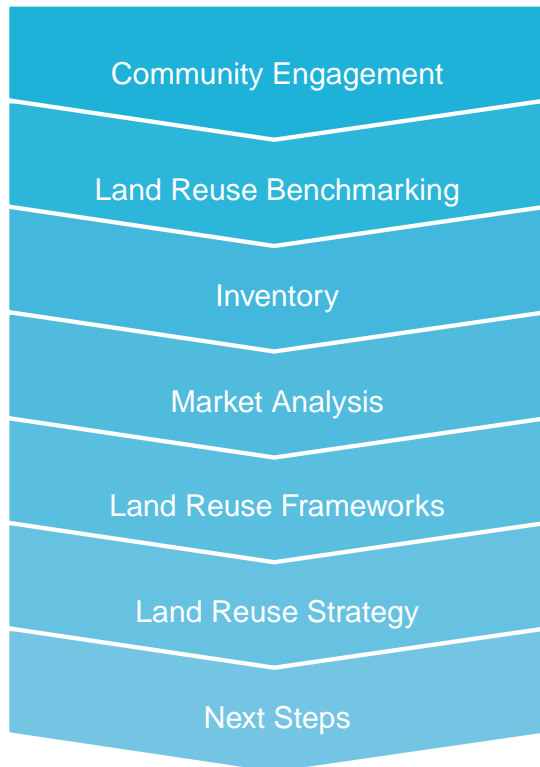 Community Engagement
Land Reuse Benchmarking
Inventory
Market Analysis
Land Reuse Frameworks
Land Reuse Strategy
Next Steps